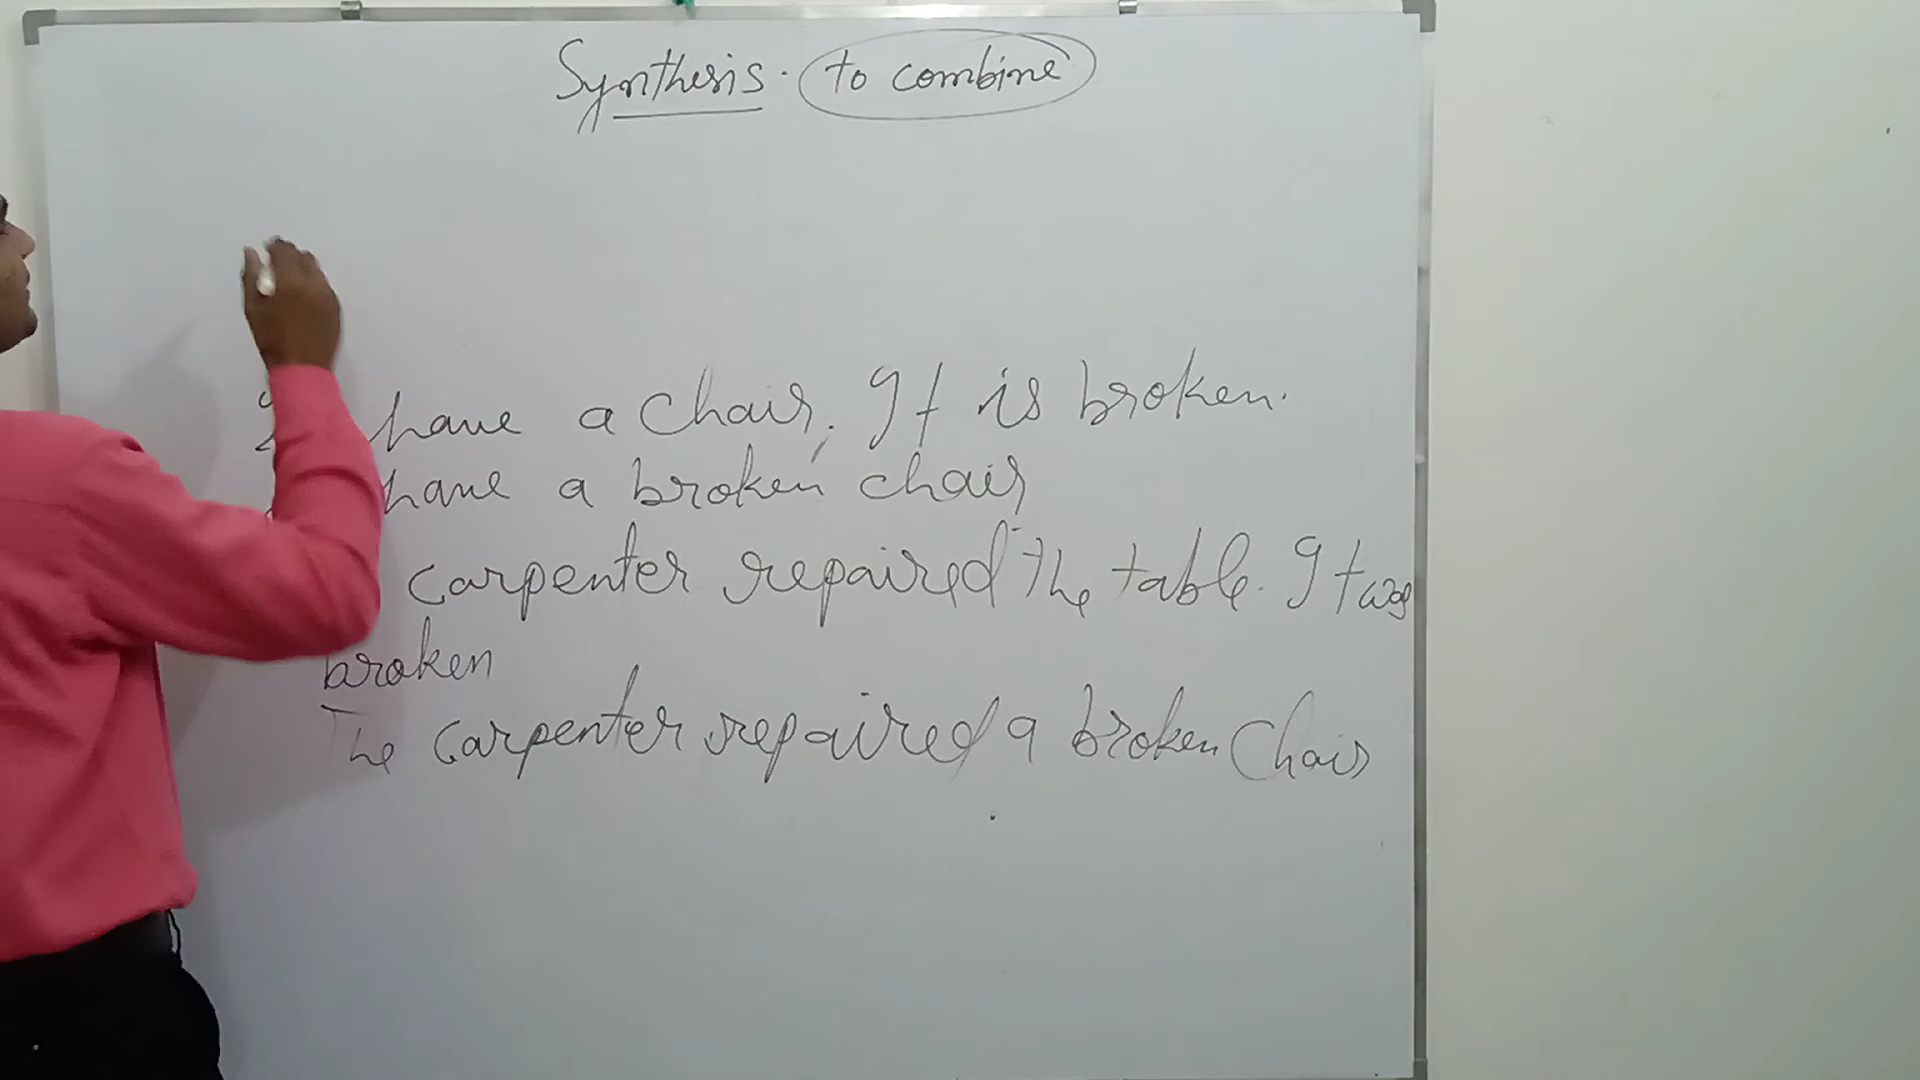 Synthesis. to combine
have a chair. It is broken.
have a broken chair
carpenter repaired the table. It was
broken
The carpenter repaired a broken chair